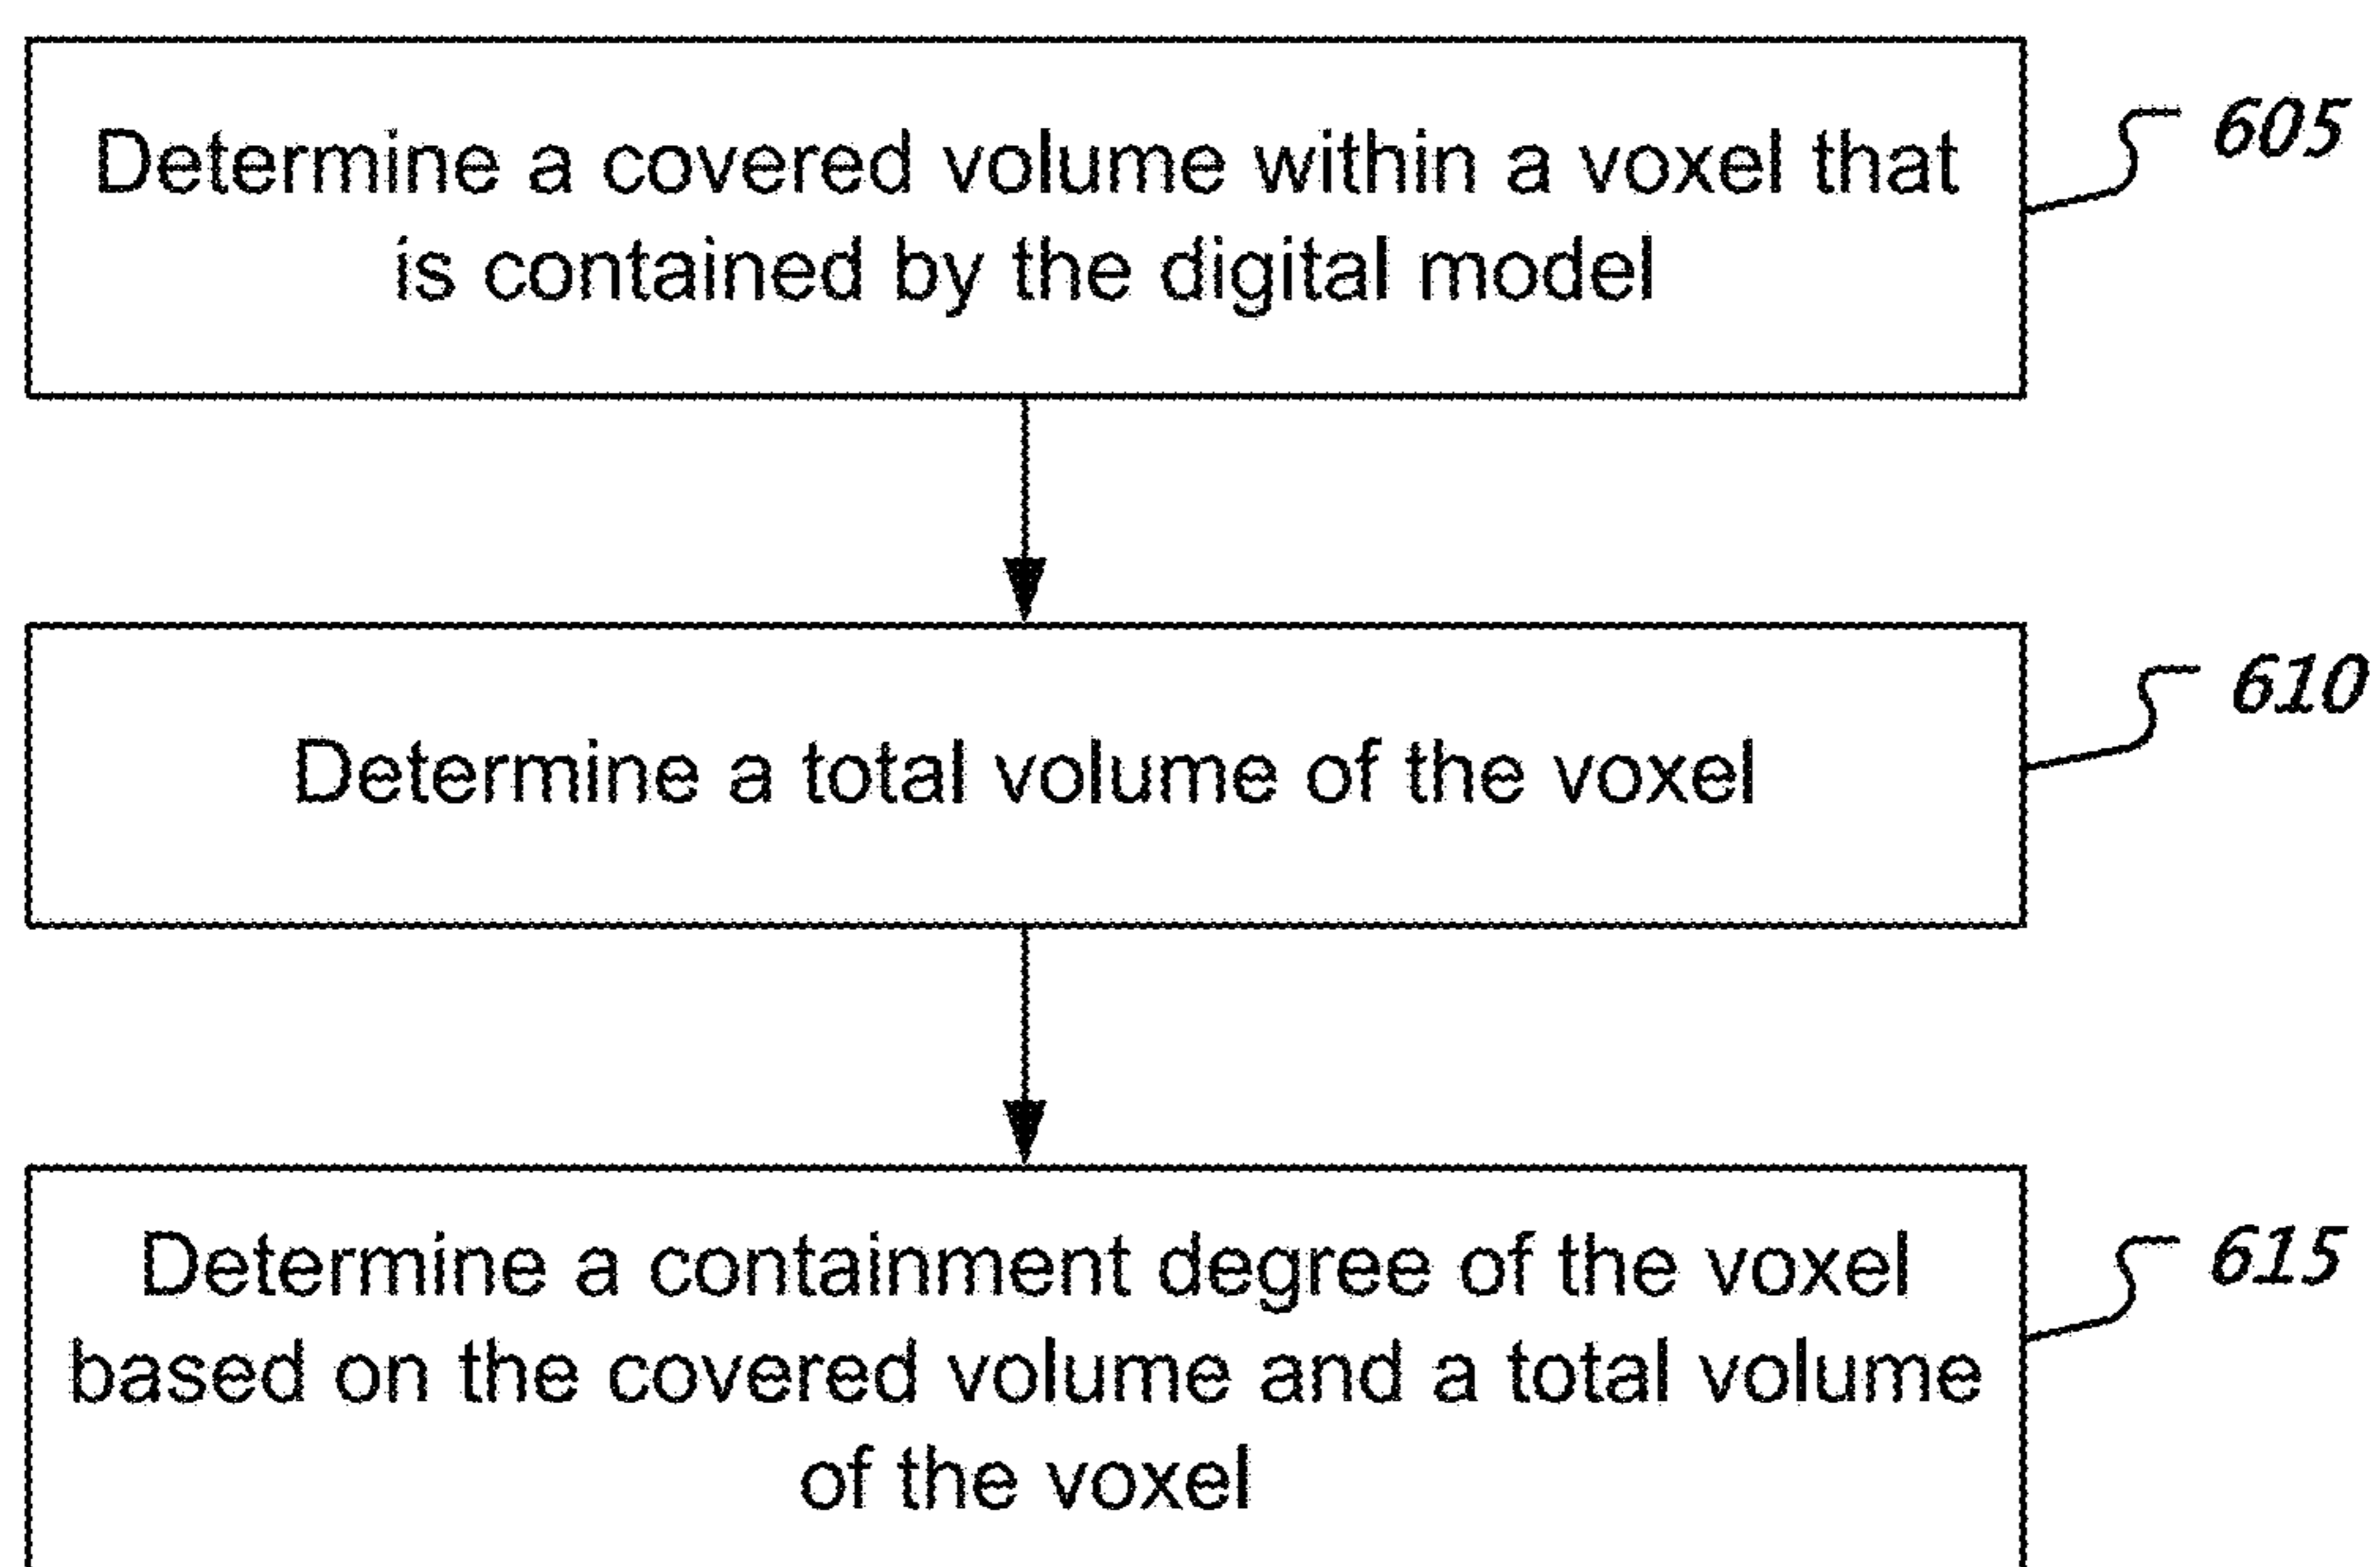 Determine a covered volume within a voxel that
is contained by the digital model
605
Determine a total volume of the voxel
610
Determine a containment degree of the voxel
based on the covered volume and a total volume
of the voxel
615